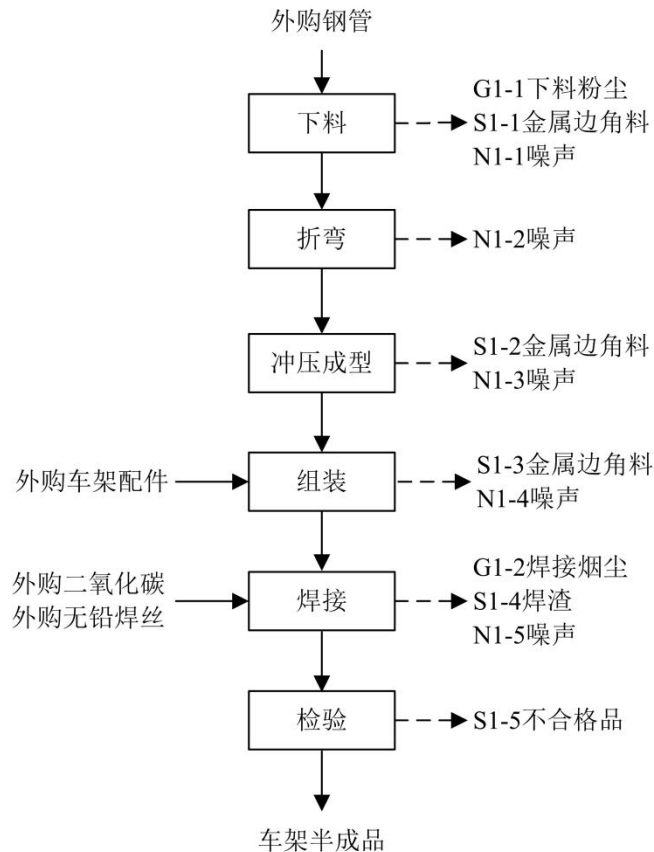 外购钢管
下料
G1-1下料粉尘
S1-1金属边角料
N1-1噪声
折弯
N1-2噪声
冲压成型
S1-2金属边角料
N1-3噪声
外购车架配件
组装
S1-3金属边角料
N1-4噪声
外购二氧化碳
外购无铅焊丝
焊接
G1-2焊接烟尘
S1-4焊渣
N1-5噪声
检验
S1-5不合格品
车架半成品